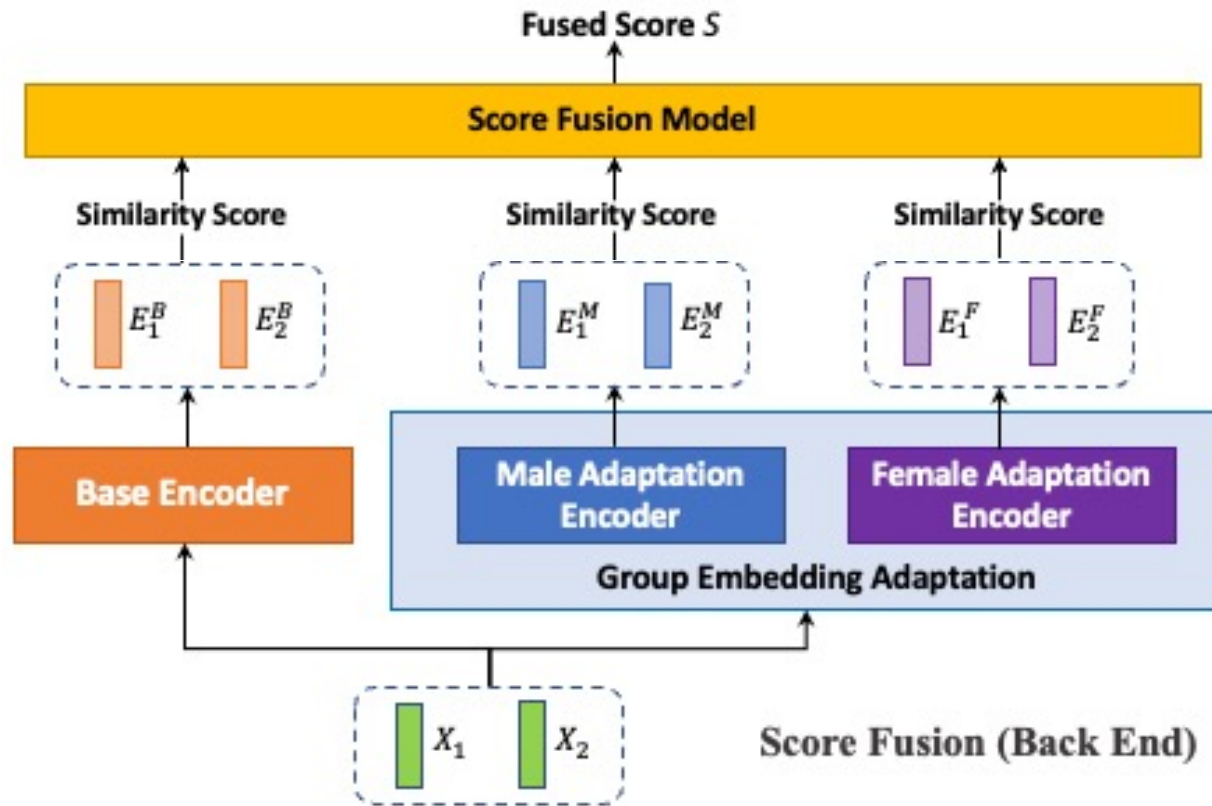 Fused Score S
Score Fusion Model
Similarity Score Similarity Score Similarity Score
E_1^B E_2^B E_1^M E_2^M E_1^F E_2^F
Base Encoder
Male Adaptation
Encoder
Female Adaptation
Encoder
Group Embedding Adaptation
X_1 X_2
Score Fusion (Back End)